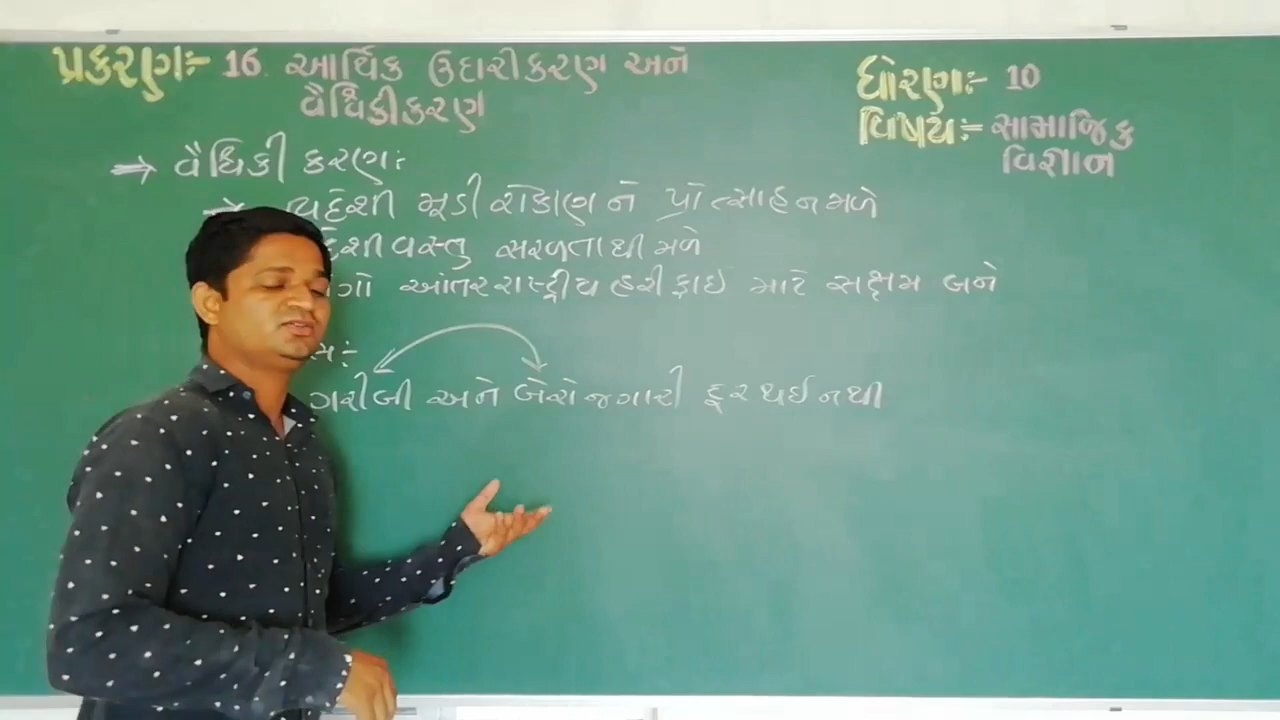 પ્રકરણઃ- 16. આર્થિક ઉદારીકરણ અને
વૈશ્વિકીકરણ
ધોરણઃ- 10
વિષયઃ- સામાજિક
વિજ્ઞાન
⇒ વૈશ્વિકીકરણઃ
→ મૂડીરોકાણને પ્રોત્સાહન મળે
વસ્તુ સરળતાથી મળે
આંતરરાષ્ટ્રીય હરીફાઈ માટે સક્ષમ બને
ગરીબી અને બેરોજગારી દૂર થઈ નથી